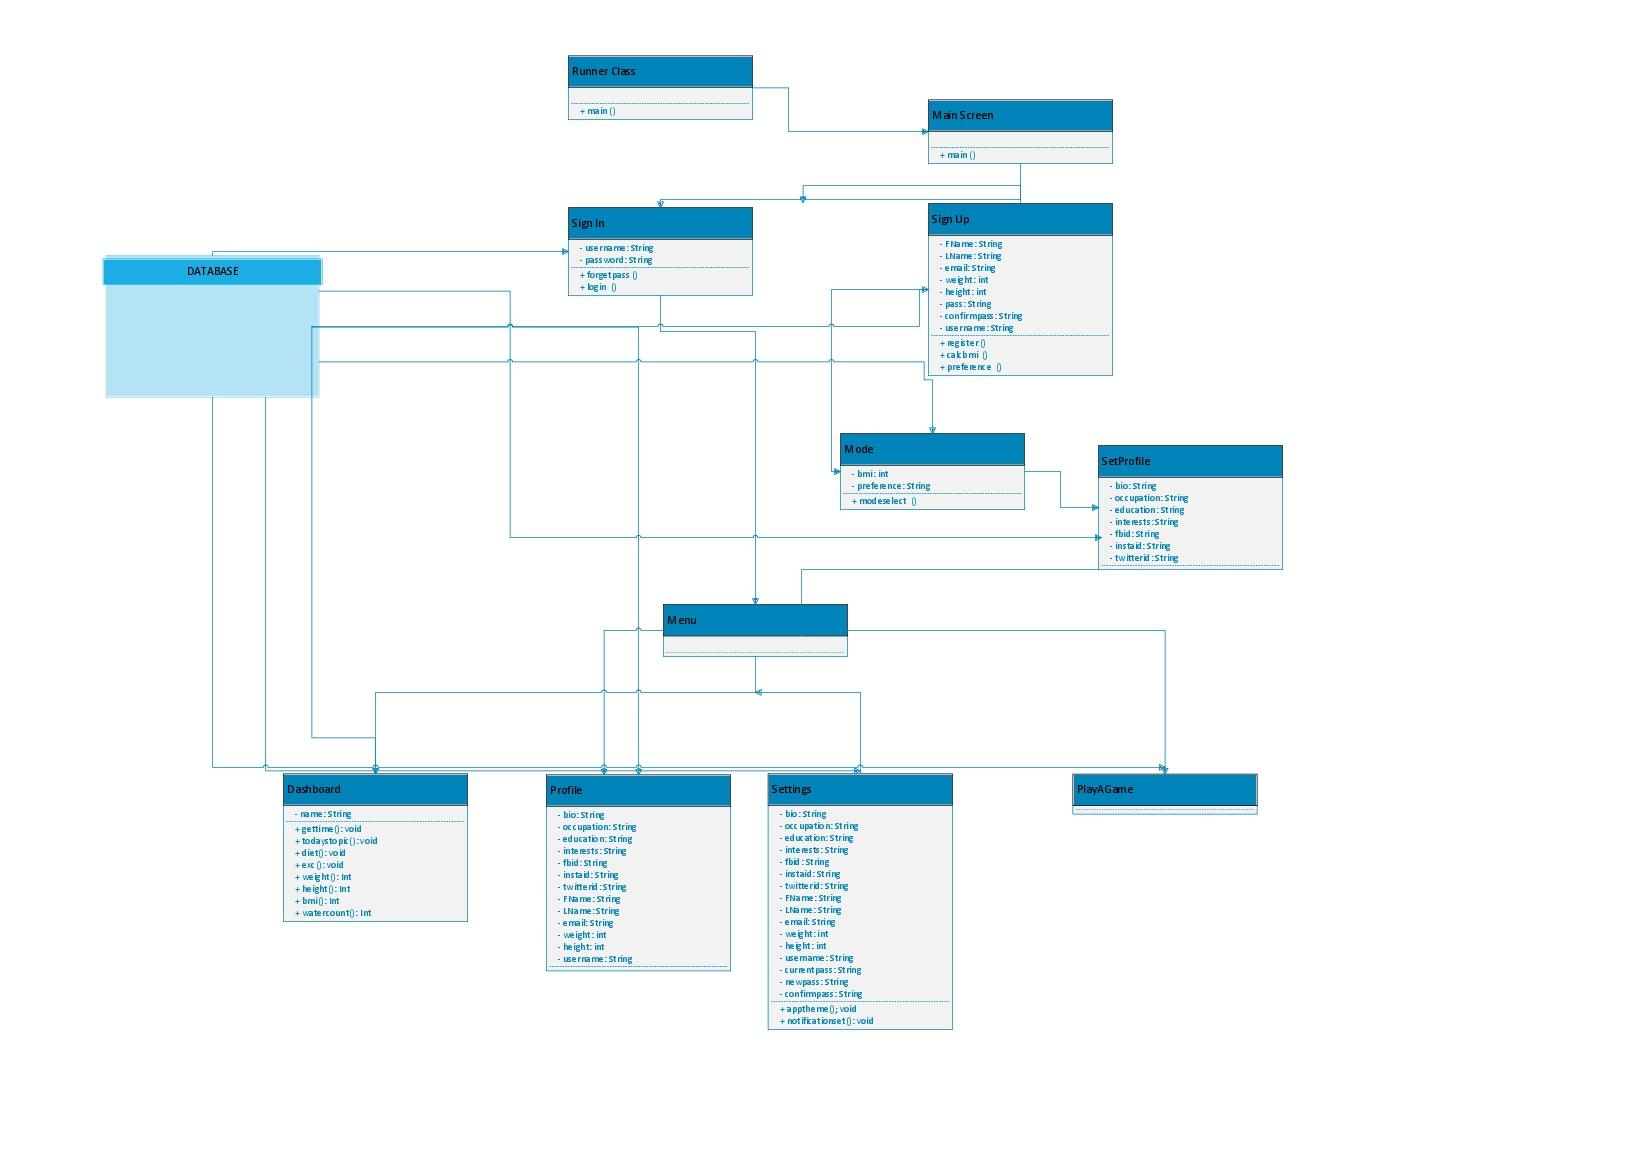 Runner Class
+ main ()
Main Screen
+ main ()
Sign In
- username: String
- password: String
+ forgetpass ()
+ login ()
Sign Up
- FName: String
- LName: String
- email: String
- weight: int
- height: int
- pass: String
- confirmpass: String
- username: String
+ register ()
+ calcbmi ()
+ preference ()
DATABASE
Mode
- bmi: int
- preference: String
+ modeselect ()
SetProfile
- bio: String
- occupation: String
- education: String
- interests: String
- fbid: String
- instaid: String
- twitterid: String
Menu
Dashboard
- name: String
+ gettime(): void
+ todaystopic(): void
+ diet(): void
+ exc(): void
+ weight(): Int
+ height(): Int
+ bmi(): Int
+ watercount(): Int
Profile
- bio: String
- occupation: String
- education: String
- interests: String
- fbid: String
- instaid: String
- twitterid: String
- FName: String
- LName: String
- email: String
- weight: int
- height: int
- username: String
Settings
- bio: String
- occupation: String
- education: String
- interests: String
- fbid: String
- instaid: String
- twitterid: String
- FName: String
- LName: String
- email: String
- weight: int
- height: int
- username: String
- currentpass: String
- newpass: String
- confirmpass: String
+ apptheme(); void
+ notificationset(): void
PlayAGame